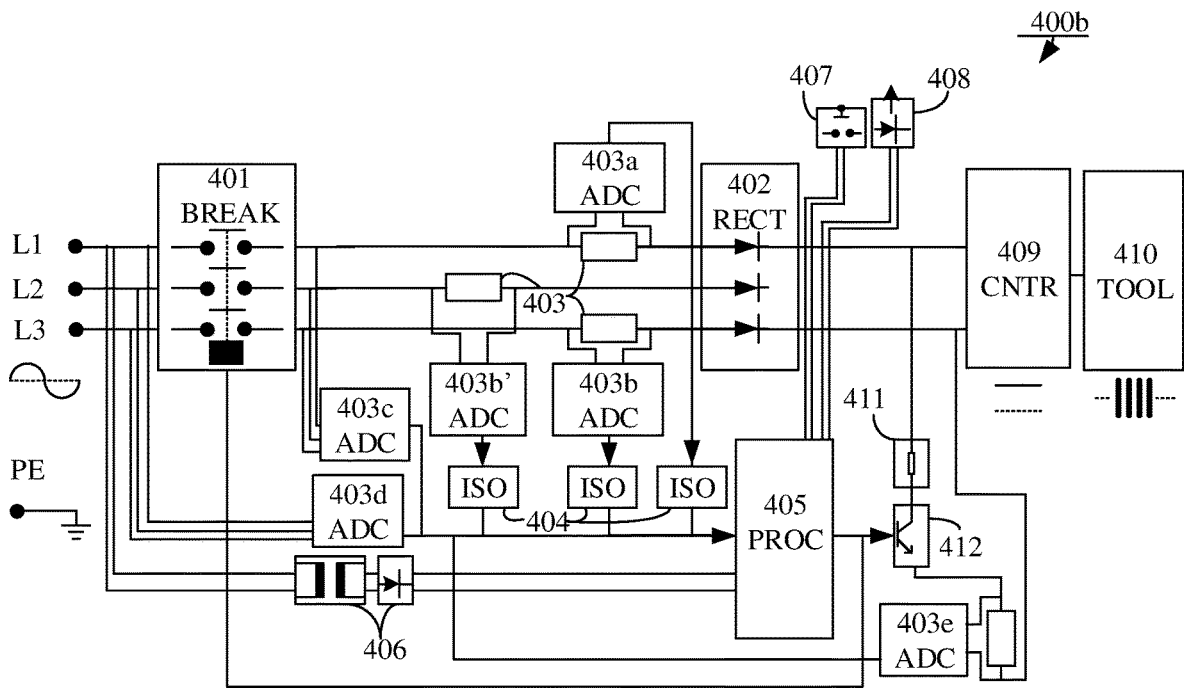 400b
407
408
403a
ADC
401
BREAK
402
RECT
409
CNTR
410
TOOL
L1
L2
L3
403
403b’
ADC
403b
ADC
403c
ADC
411
PE
ISO
ISO
ISO
403d
ADC
404
405
PROC
412
406
403e
ADC